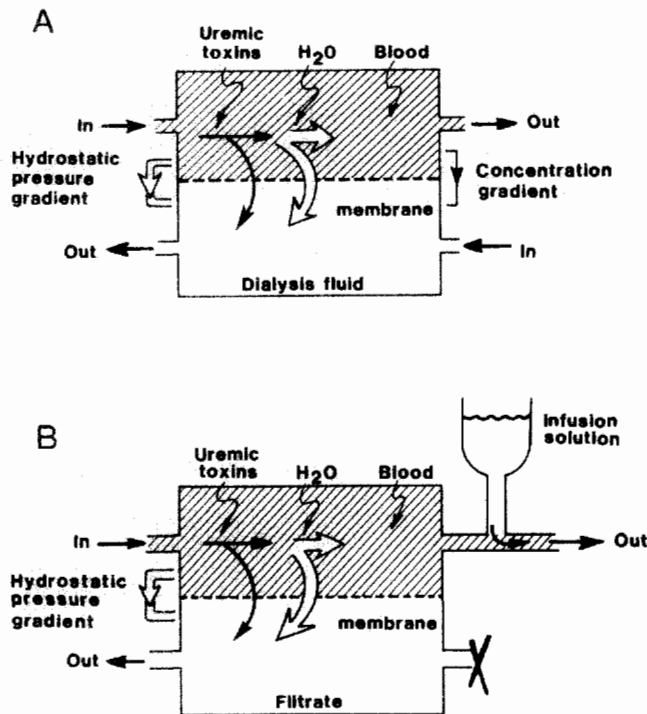 A
Uremic
toxins
H2O
Blood
In
Out
Hydrostatic
pressure
gradient
Concentration
gradient
membrane
Out
In
Dialysis fluid
B
Infusion
solution
Uremic
toxins
H2O
Blood
In
Out
Hydrostatic
pressure
gradient
membrane
Out
Filtrate